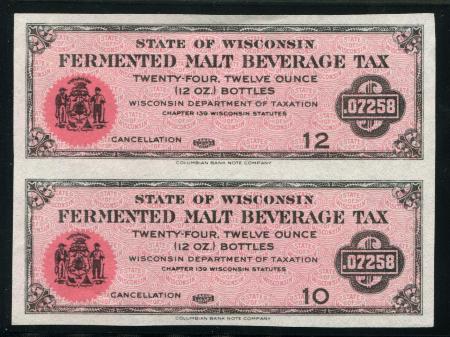 STATE OF WISCONSIN
FERMENTED MALT BEVERAGE TAX
TWENTY-FOUR, TWELVE OUNCE
(12 OZ.) BOTTLES
WISCONSIN DEPARTMENT OF TAXATION
CHAPTER 139 WISCONSIN STATUTES
.07258
CANCELLATION 12
COLUMBIAN BANK NOTE COMPANY
STATE OF WISCONSIN
FERMENTED MALT BEVERAGE TAX
TWENTY-FOUR, TWELVE OUNCE
(12 OZ.) BOTTLES
WISCONSIN DEPARTMENT OF TAXATION
CHAPTER 139 WISCONSIN STATUTES
.07258
CANCELLATION 10
COLUMBIAN BANK NOTE COMPANY